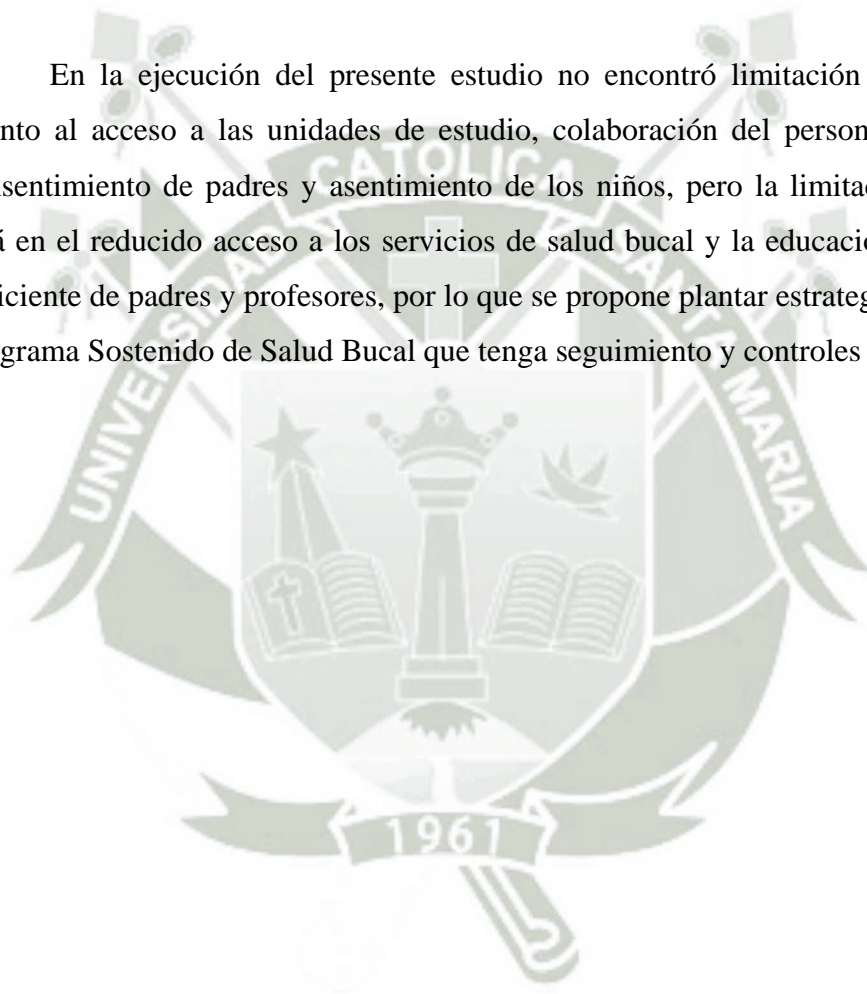 En la ejecución del presente estudio no encontró limitación
nto al acceso a las unidades de estudio, colaboración del person
sentimiento de padres y asentimiento de los niños, pero la limitac
á en el reducido acceso a los servicios de salud bucal y la educació
iciente de padres y profesores, por lo que se propone plantar estrateg
grama Sostenido de Salud Bucal que tenga seguimiento y controles
UNIVERSIDAD CATOLICA SANTA MARIA
1961